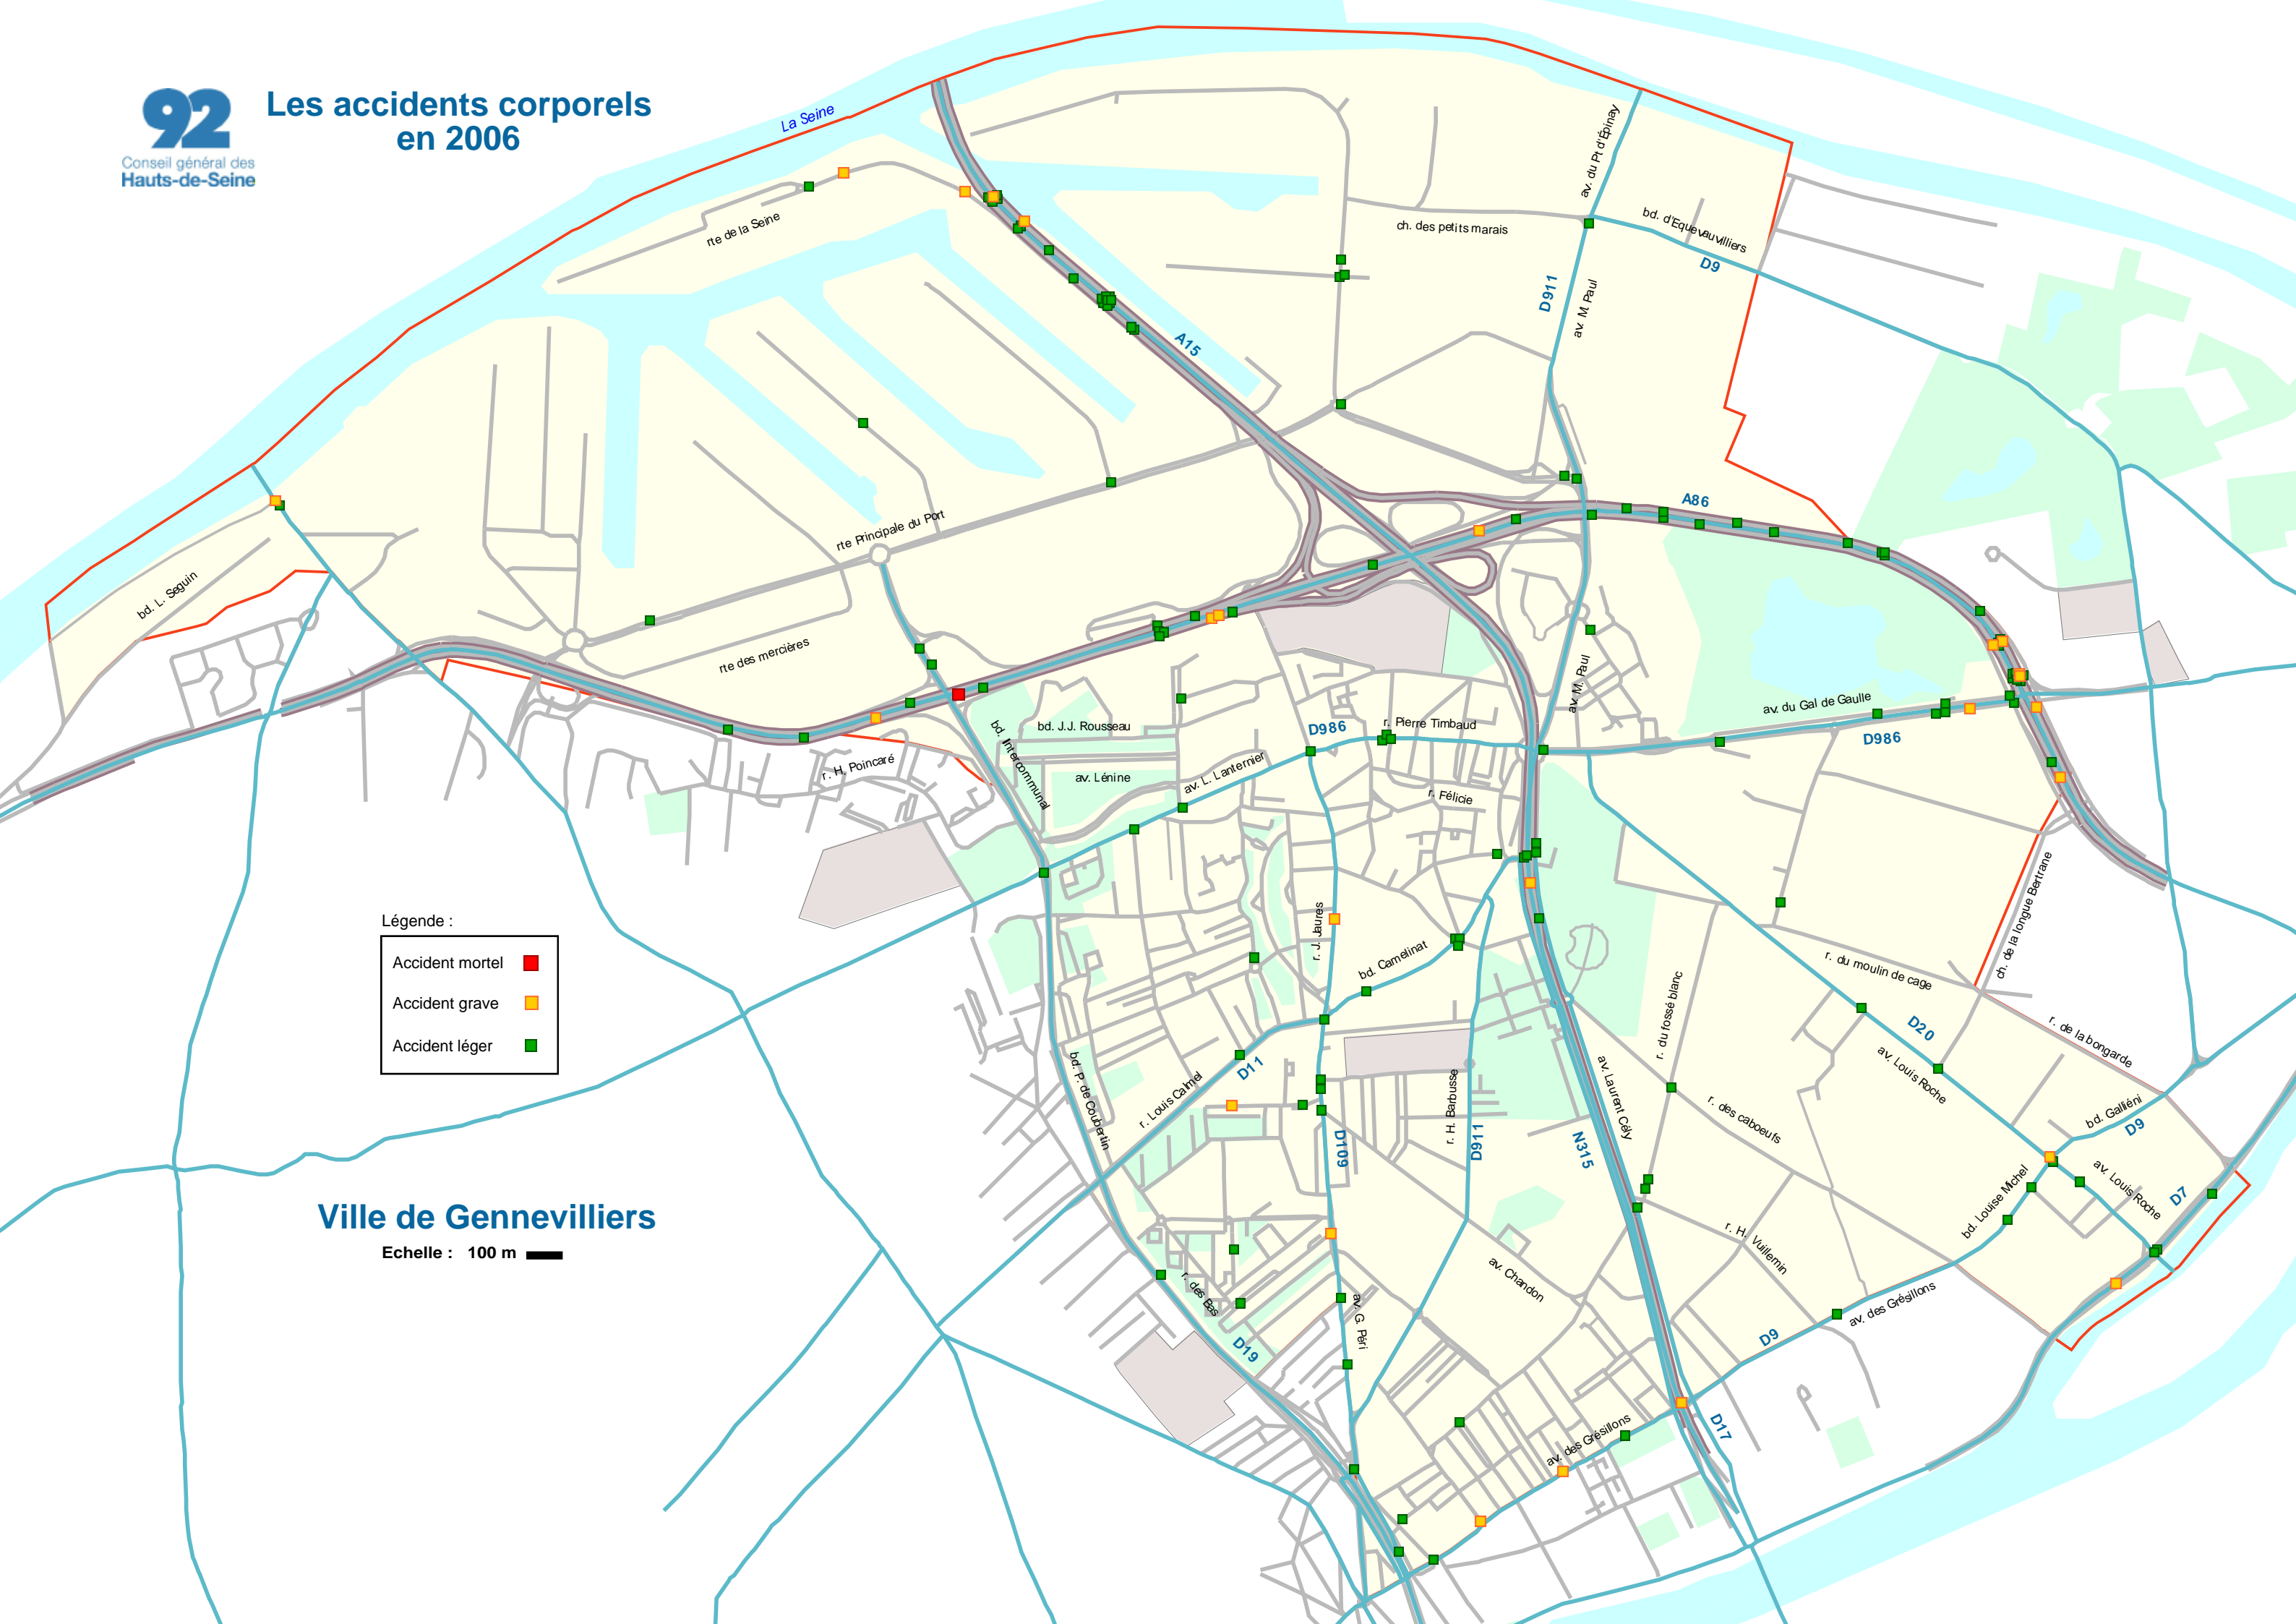 92
Conseil général des
Hauts-de-Seine
Les accidents corporels
en 2006
La Seine
rte de la Seine
av. du Pt d'Épinay
ch. des petits marais
bd. d'Equevauvilliers
D9
D911
av. M. Paul
A15
A86
rte Principale du Port
bd. L. Seguin
rte des mercières
av. M. Paul
av. du Gal de Gaulle
D986
bd. J.J. Rousseau
bd. Intercommunal
D986
r. Pierre Timbaud
r. H. Poincaré
av. Lénine
av. L. Lanternier
r. Félicie
Légende :
Accident mortel
Accident grave
Accident léger
r. J. Jaures
bd. Camelinat
ch. de la longue Bertrane
r. du moulin de cage
r. du fossé blanc
D20
r. de la bongarde
av. Louis Roche
bd. P. de Coubertin
D11
r. Louis Calmel
r. H. Barbusse
D911
D109
av. Laurent Cély
N315
r. des caboeufs
bd. Galliéni
D9
av. Louis Roche
bd. Louise Michel
D7
Ville de Gennevilliers
Echelle : 100 m
r. H. Vuillemin
av. Chandon
r. des Bas
D19
av. G. Péri
av. des Grésillons
D9
av. des Grésillons
D17